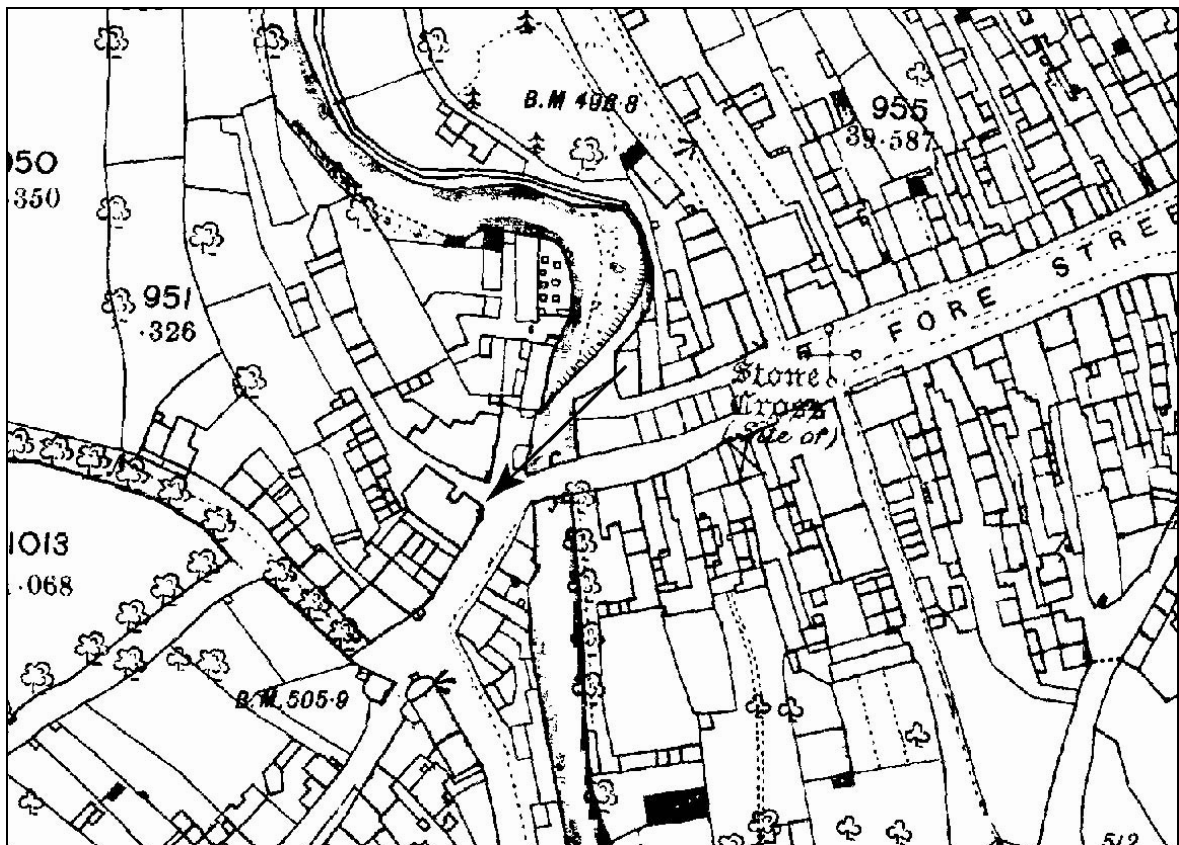 B.M 498·8
955
39·587
950
·350
FORE STREE
951
·326
Stone
Cross
(Site of)
1013
·068
B.M. 505·9
512